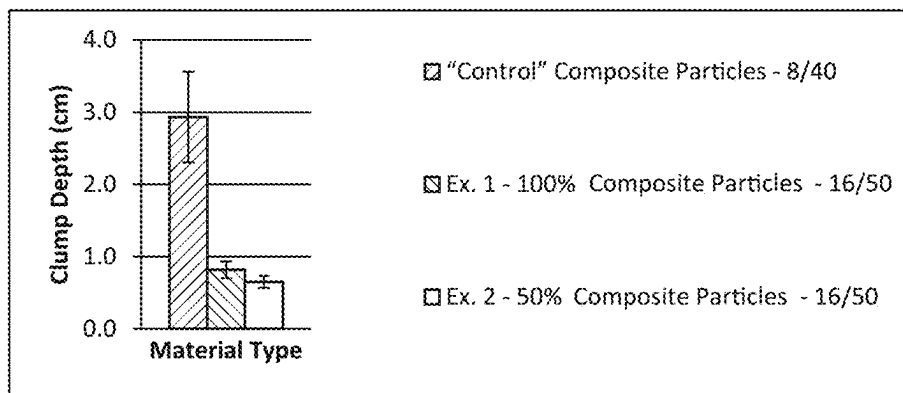 4.0
3.0
2.0
1.0
0.0
Clump Depth (cm)
Material Type
"Control" Composite Particles - 8/40
Ex. 1 - 100% Composite Particles - 16/50
Ex. 2 - 50% Composite Particles - 16/50